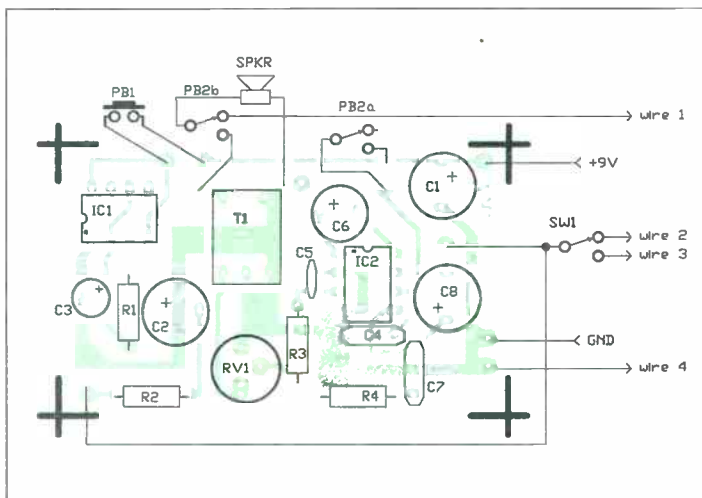 SPKR
PB1
PB2b
PB2a
wire 1
+9V
IC1
T1
+
C6
C1
+
SW1
wire 2
wire 3
C5
IC2
C3
+
R1
+
C2
+
C8
C4
GND
R3
RV1
wire 4
C7
R2
R4